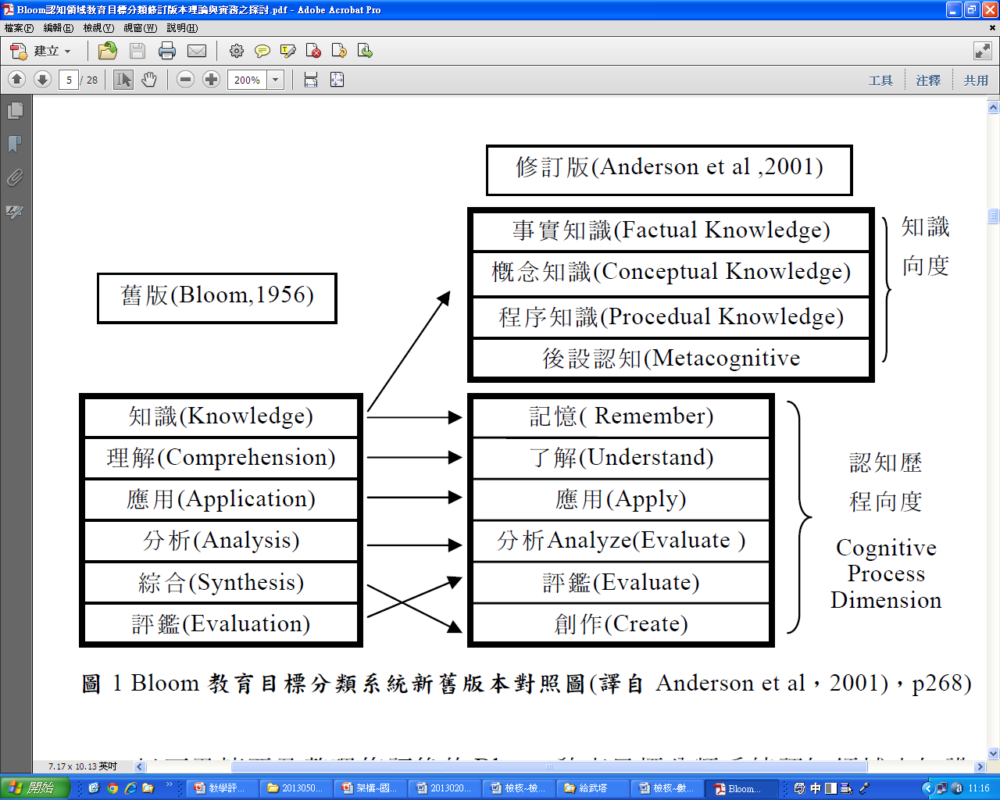 Bloom認知領域教育目標分類修訂版本理論與實務之探討.pdf - Adobe Acrobat Pro
檔案(F) 編輯(E) 檢視(V) 視窗(W) 說明(H)
建立
5 / 28 200% 工具 注釋 共用
修訂版(Anderson et al ,2001)
事實知識(Factual Knowledge)
概念知識(Conceptual Knowledge)
程序知識(Procedual Knowledge)
後設認知(Metacognitive
知識
向度
舊版(Bloom,1956)
知識(Knowledge)
理解(Comprehension)
應用(Application)
分析(Analysis)
綜合(Synthesis)
評鑑(Evaluation)
記憶( Remember)
了解(Understand)
應用(Apply)
分析Analyze(Evaluate )
評鑑(Evaluate)
創作(Create)
認知歷
程向度
Cognitive
Process
Dimension
圖 1 Bloom 教育目標分類系統新舊版本對照圖(譯自 Anderson et al，2001)，p268)
7.17 x 10.13 英吋
開始 教學評... 2013050... 架構~國... 2013020... 檢核~檢... 給武塔 檢核~數... Bloom... 中 11:16